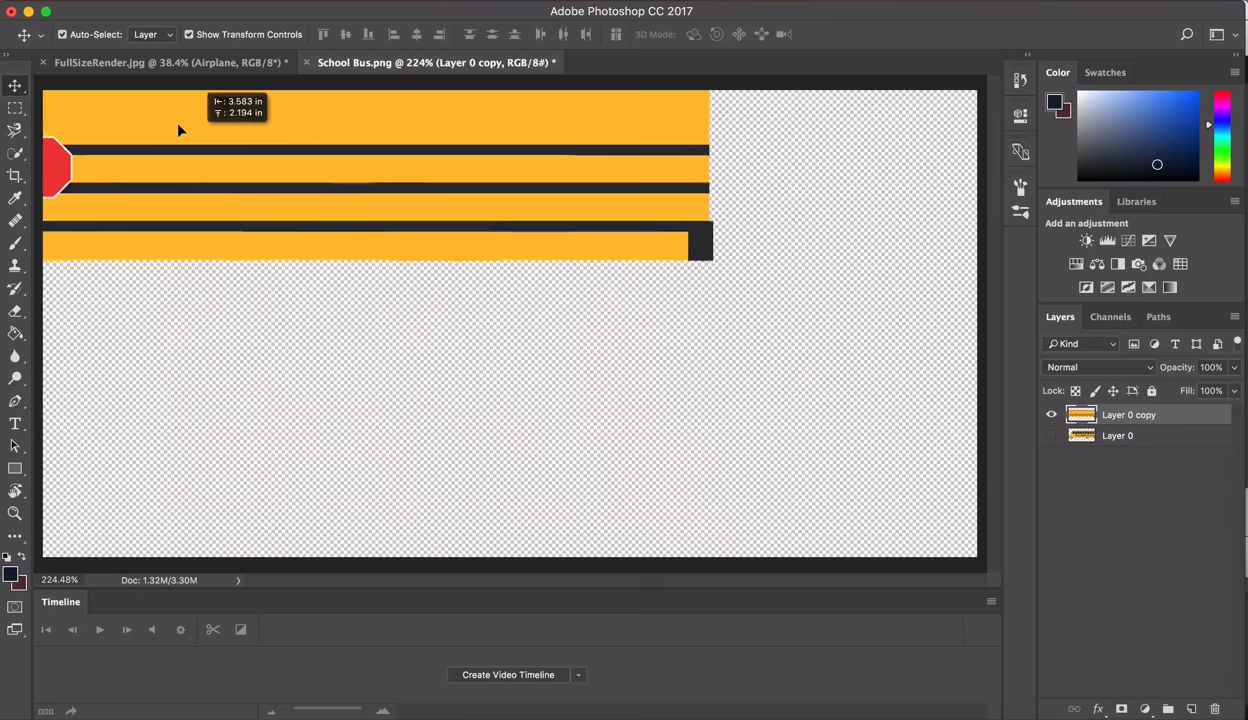 Adobe Photoshop CC 2017
Auto-Select: Layer Show Transform Controls 3D Mode:
FullSizeRender.jpg @ 38.4% (Airplane, RGB/8*) * School Bus.png @ 224% (Layer 0 copy, RGB/8#) *
: 3.583 in
: 2.194 in
Color Swatches
Adjustments Libraries
Add an adjustment
Layers Channels Paths
Kind
Normal Opacity: 100%
Lock: Fill: 100%
Layer 0 copy
Layer 0
224.48% Doc: 1.32M/3.30M
Timeline
Create Video Timeline